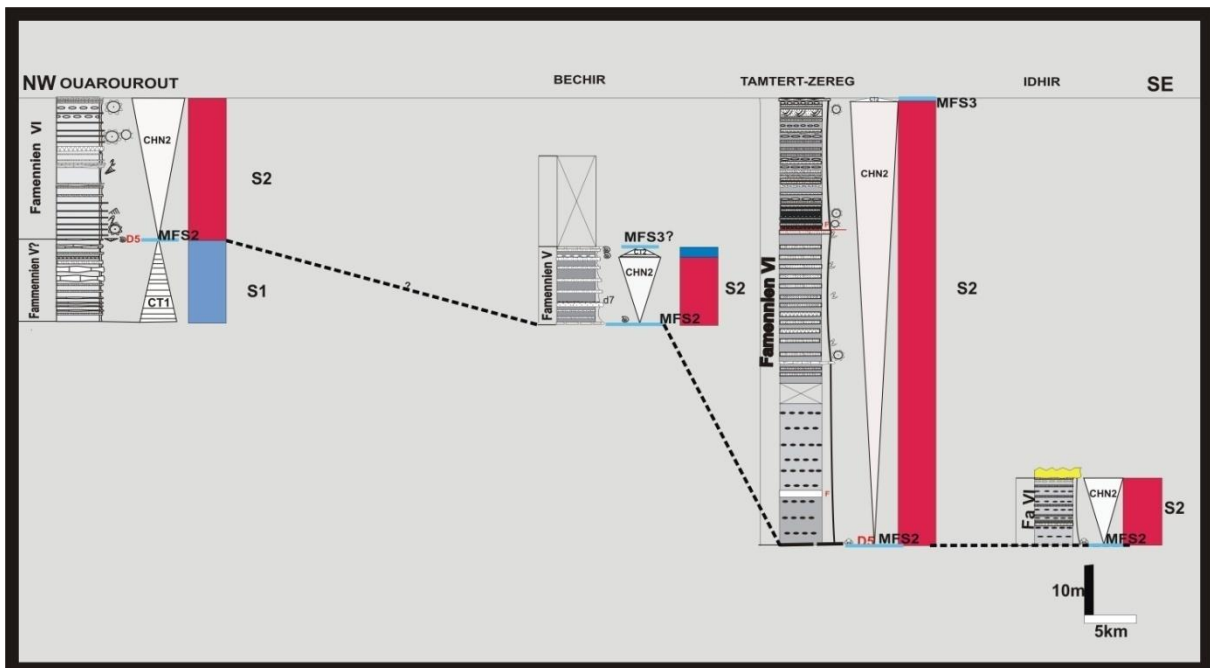 NW OUAROUROUT
BECHIR
TAMTERT-ZEREG
IDHIR
SE
Famennien VI
CHN2
S2
D5
MFS2
Fammennien V?
CT1
S1
?
MFS3?
CT2
CHN2
Famennien V
d7
S2
MFS2
MFS3
CHN2
Famennien VI
S2
F
F
D5 MFS2
Fa VI
CHN2
S2
MFS2
10m
5km